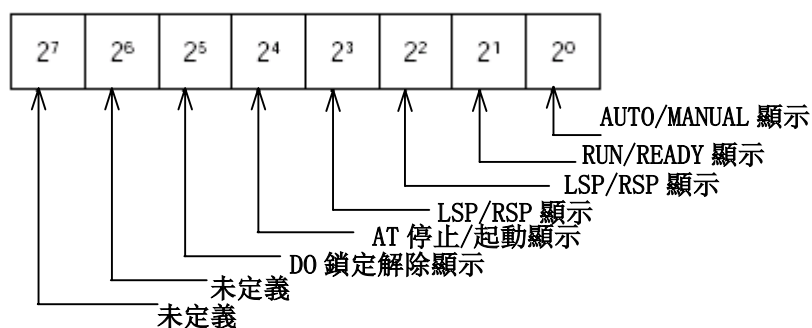 2⁷ 2⁶ 2⁵ 2⁴ 2³ 2² 2¹ 2⁰
AUTO/MANUAL 顯示
RUN/READY 顯示
LSP/RSP 顯示
LSP/RSP 顯示
AT 停止/起動顯示
DO 鎖定解除顯示
未定義
未定義